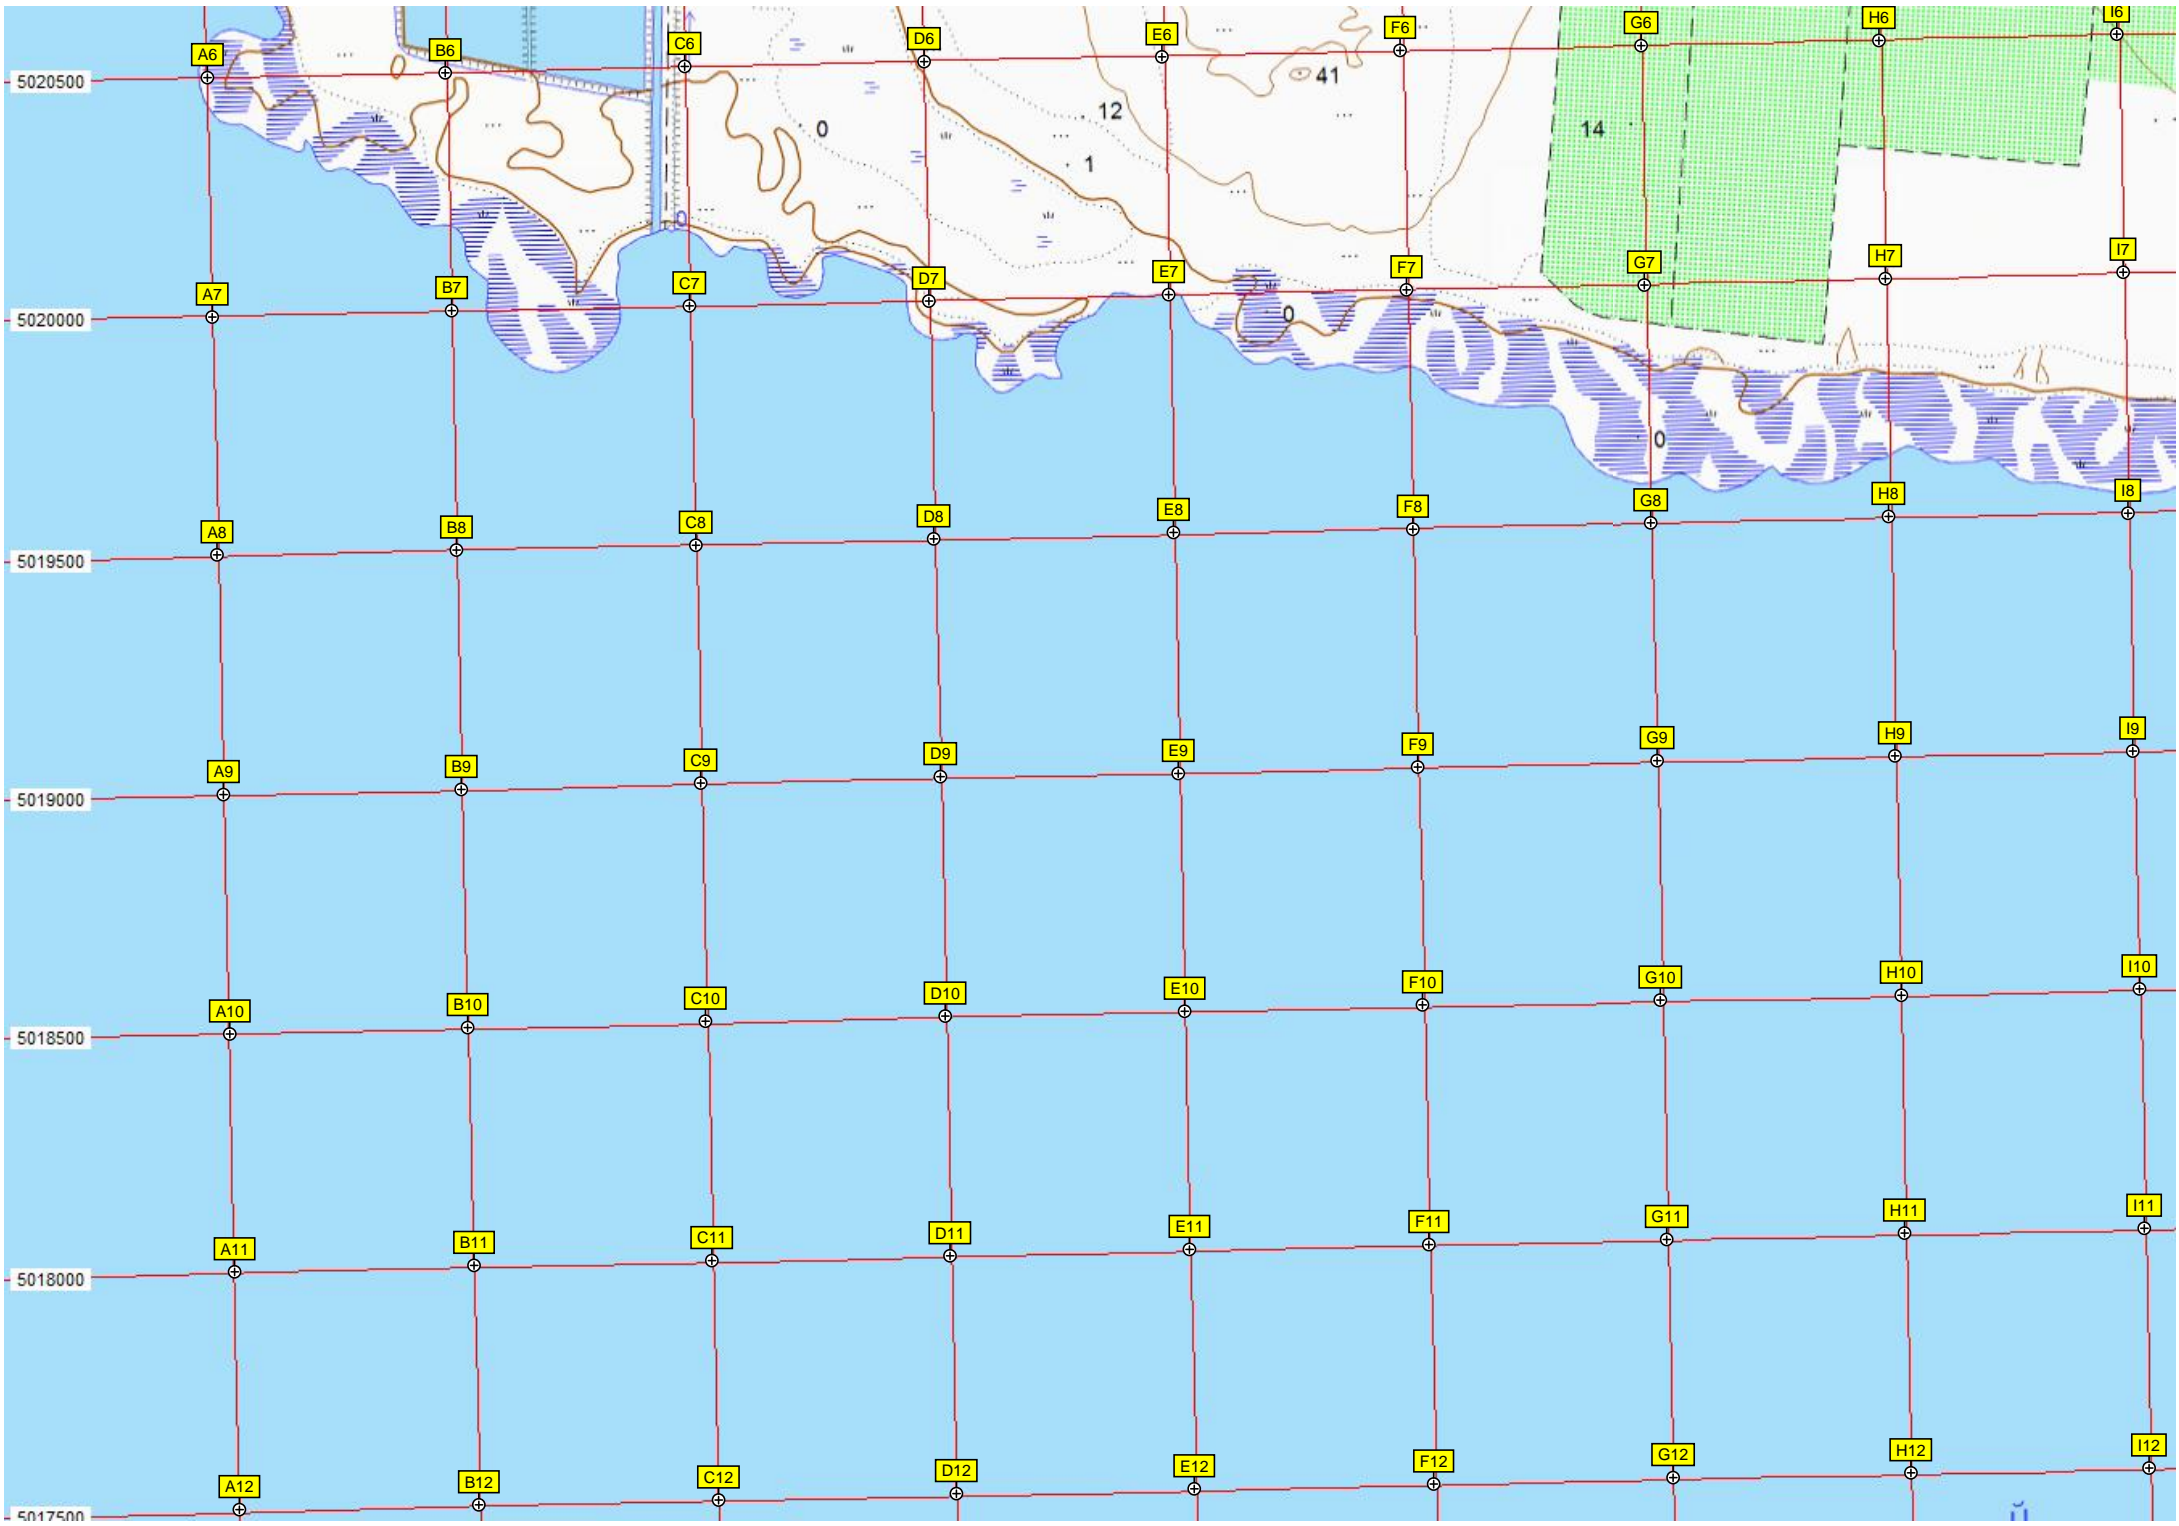 A6 B6 C6 D6 E6 F6 G6 H6 I6
5020500
41
12
0
14
1
0
A7 B7 C7 D7 E7 F7 G7 H7 I7
5020000
0
0
A8 B8 C8 D8 E8 F8 G8 H8 I8
5019500
A9 B9 C9 D9 E9 F9 G9 H9 I9
5019000
A10 B10 C10 D10 E10 F10 G10 H10 I10
5018500
A11 B11 C11 D11 E11 F11 G11 H11 I11
5018000
A12 B12 C12 D12 E12 F12 G12 H12 I12
5017500
й